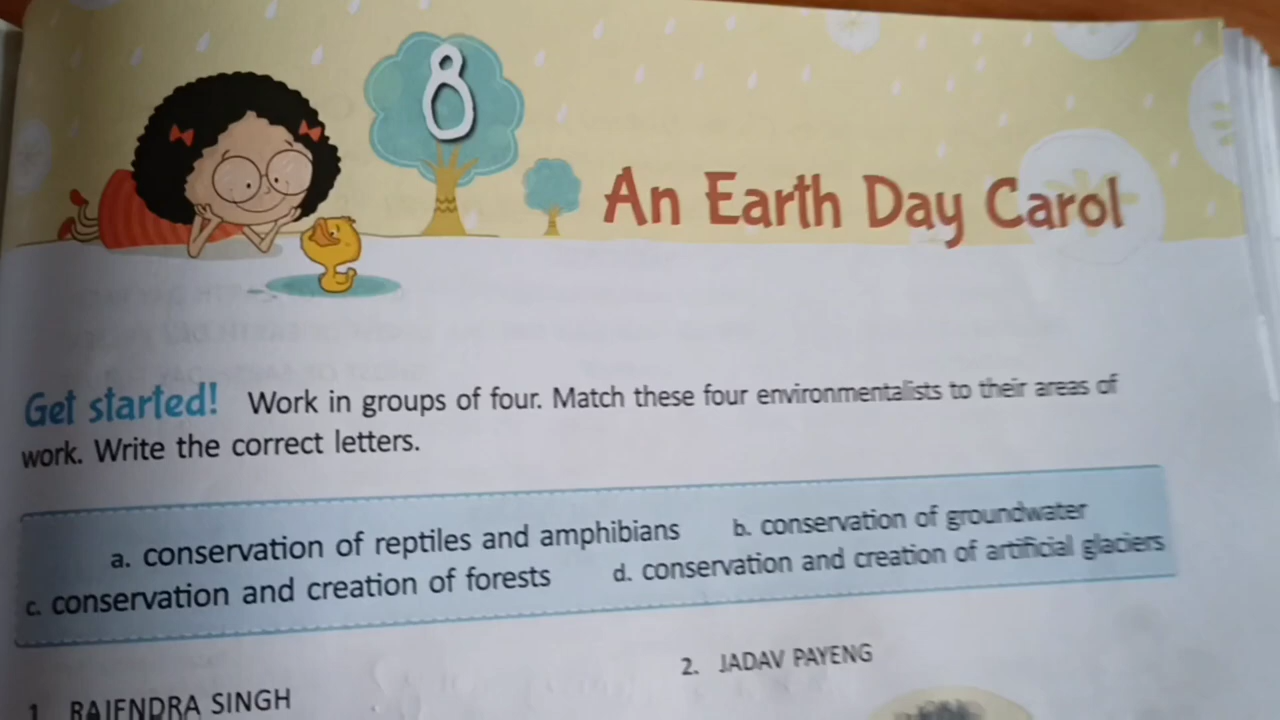 8
An Earth Day Carol
Get started! Work in groups of four. Match these four environmentalists to their areas of
work. Write the correct letters.
a. conservation of reptiles and amphibians b. conservation of groundwater
c. conservation and creation of forests d. conservation and creation of artificial glaciers
2. JADAV PAYENG
1 RAJENDRA SINGH